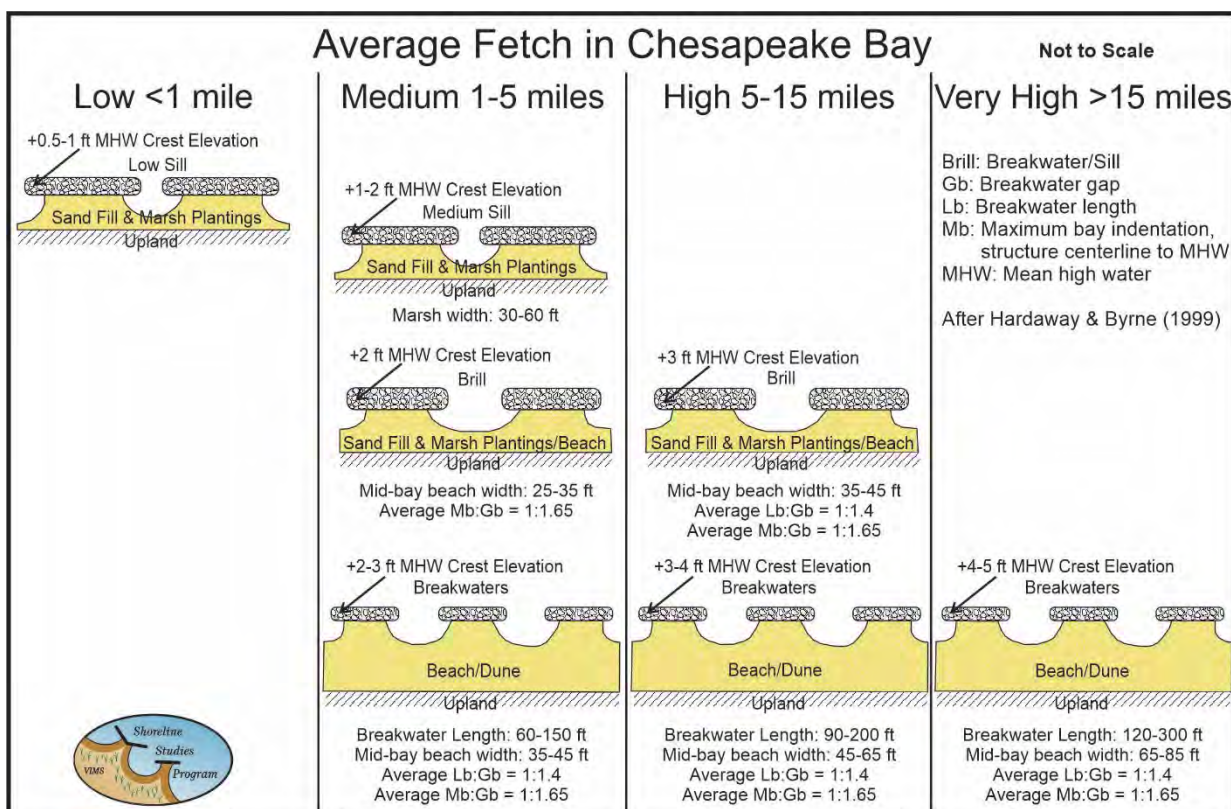 Average Fetch in Chesapeake Bay
Not to Scale
Low <1 mile
+0.5-1 ft MHW Crest Elevation
Low Sill
Sand Fill & Marsh Plantings
Upland
Medium 1-5 miles
+1-2 ft MHW Crest Elevation
Medium Sill
Sand Fill & Marsh Plantings
Upland
Marsh width: 30-60 ft
+2 ft MHW Crest Elevation
Brill
Sand Fill & Marsh Plantings/Beach
Upland
Mid-bay beach width: 25-35 ft
Average Mb:Gb = 1:1.65
+2-3 ft MHW Crest Elevation
Breakwaters
Beach/Dune
Upland
Breakwater Length: 60-150 ft
Mid-bay beach width: 35-45 ft
Average Lb:Gb = 1:1.4
Average Mb:Gb = 1:1.65
High 5-15 miles
+3 ft MHW Crest Elevation
Brill
Sand Fill & Marsh Plantings/Beach
Upland
Mid-bay beach width: 35-45 ft
Average Lb:Gb = 1:1.4
Average Mb:Gb = 1:1.65
+3-4 ft MHW Crest Elevation
Breakwaters
Beach/Dune
Upland
Breakwater Length: 90-200 ft
Mid-bay beach width: 45-65 ft
Average Lb:Gb = 1:1.4
Average Mb:Gb = 1:1.65
Very High >15 miles
Brill: Breakwater/Sill
Gb: Breakwater gap
Lb: Breakwater length
Mb: Maximum bay indentation,
structure centerline to MHW
MHW: Mean high water
After Hardaway & Byrne (1999)
+4-5 ft MHW Crest Elevation
Breakwaters
Beach/Dune
Upland
Breakwater Length: 120-300 ft
Mid-bay beach width: 65-85 ft
Average Lb:Gb = 1:1.4
Average Mb:Gb = 1:1.65
Shoreline
Studies
VIMS
Program